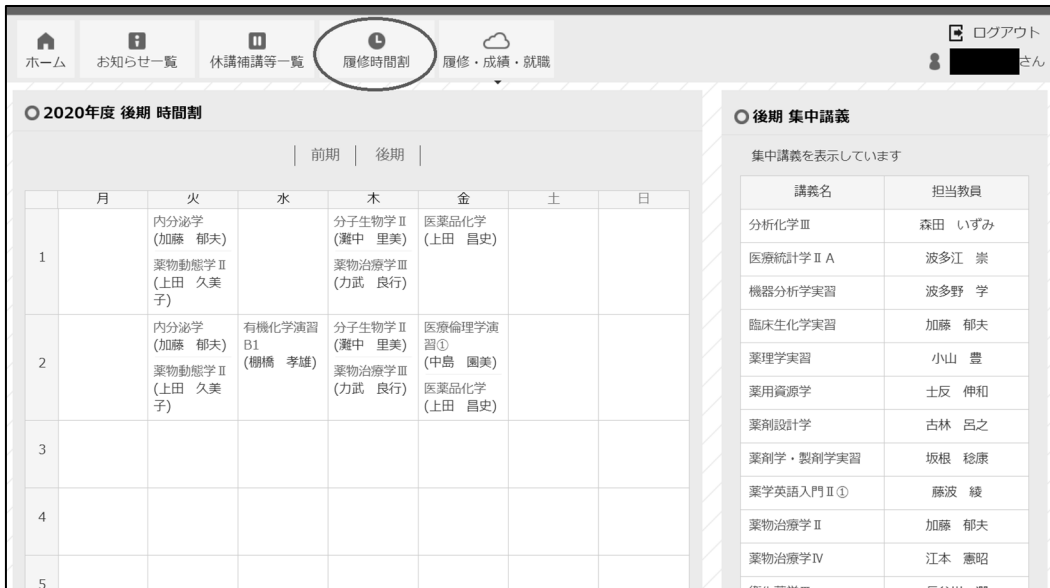 ホーム
お知らせ一覧
休講補講等一覧
履修時間割
履修・成績・就職
ログアウト
さん
2020年度 後期 時間割
前期
後期
月 火 水 木 金 土 日
1
内分泌学
(加藤 郁夫)
薬物動態学Ⅱ
(上田 久美
子)
分子生物学Ⅱ
(灘中 里美)
薬物治療学Ⅲ
(力武 良行)
医薬品化学
(上田 昌史)
2
内分泌学
(加藤 郁夫)
薬物動態学Ⅱ
(上田 久美
子)
有機化学演習
B1
(棚橋 孝雄)
分子生物学Ⅱ
(灘中 里美)
薬物治療学Ⅲ
(力武 良行)
医療倫理学演
習①
(中島 園美)
医薬品化学
(上田 昌史)
3
4
5
後期 集中講義
集中講義を表示しています
講義名 担当教員
分析化学Ⅲ 森田 いずみ
医療統計学ⅡA 波多江 崇
機器分析学実習 波多野 学
臨床生化学実習 加藤 郁夫
薬理学実習 小山 豊
薬用資源学 士反 伸和
薬剤設計学 古林 呂之
薬剤学・製剤学実習 坂根 稔康
薬学英語入門Ⅱ① 藤波 綾
薬物治療学Ⅱ 加藤 郁夫
薬物治療学Ⅳ 江本 憲昭